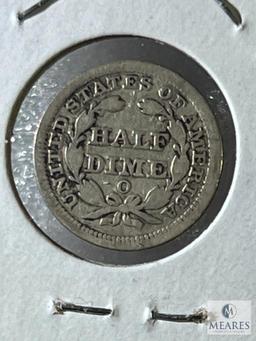 UNITED STATES OF AMERICA
HALF
DIME
O
MEARES